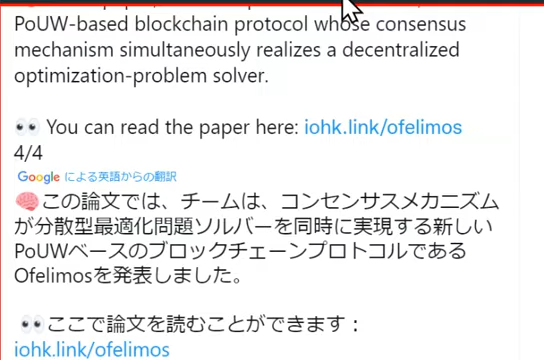 PoUW-based blockchain protocol whose consensus
mechanism simultaneously realizes a decentralized
optimization-problem solver.
👀 You can read the paper here: iohk.link/ofelimos
4/4
Google による英語からの翻訳
🧠この論文では、チームは、コンセンサスメカニズム
が分散型最適化問題ソルバーを同時に実現する新しい
PoUWベースのブロックチェーンプロトコルである
Ofelimosを発表しました。
👀ここで論文を読むことができます：
iohk.link/ofelimos